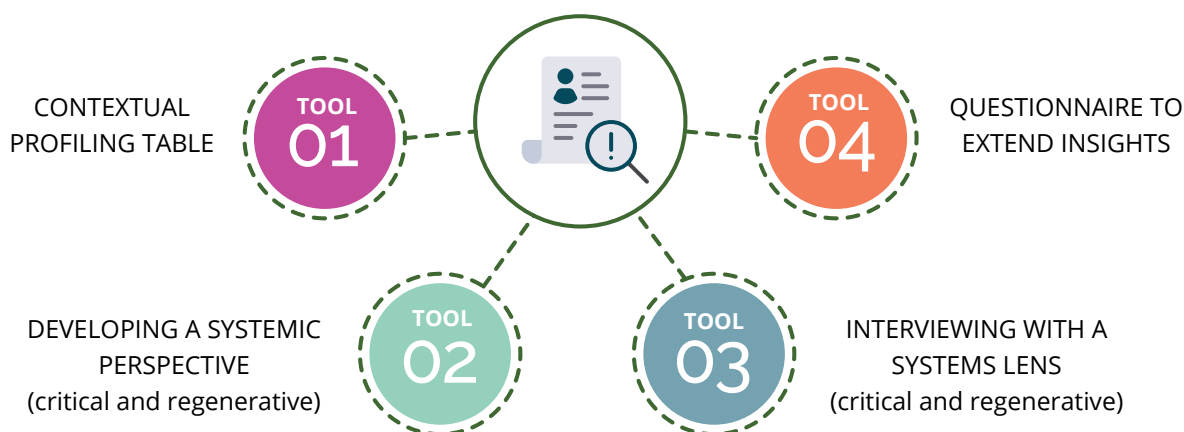 CONTEXTUAL
PROFILING TABLE
TOOL
01
TOOL
04
QUESTIONNAIRE TO
EXTEND INSIGHTS
DEVELOPING A SYSTEMIC
PERSPECTIVE
(critical and regenerative)
TOOL
02
TOOL
03
INTERVIEWING WITH A
SYSTEMS LENS
(critical and regenerative)